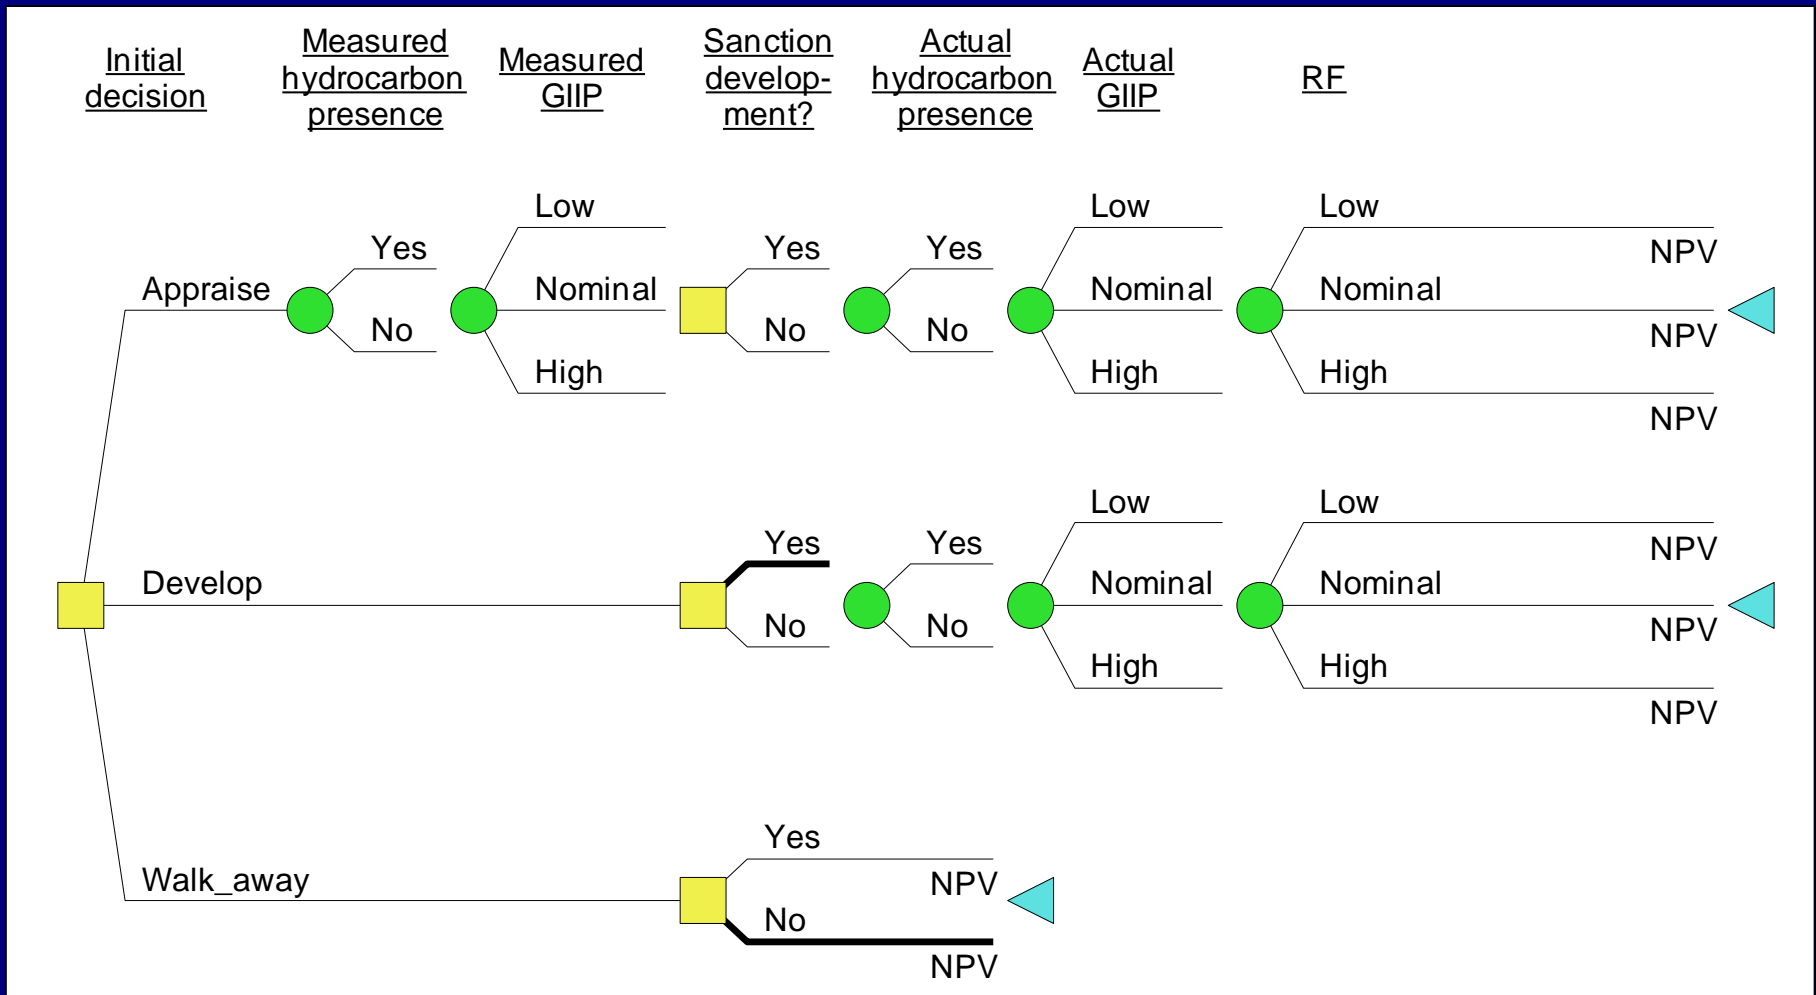 Initial
decision
Measured
hydrocarbon
presence
Measured
GIIP
Sanction
develop-
ment?
Actual
hydrocarbon
presence
Actual
GIIP
RF
Appraise
Yes
No
Low
Nominal
High
Yes
No
Yes
No
Low
Nominal
High
Low
NPV
Nominal
NPV
High
NPV
Develop
Yes
No
Yes
No
Low
Nominal
High
Low
NPV
Nominal
NPV
High
NPV
Walk_away
Yes
NPV
No
NPV